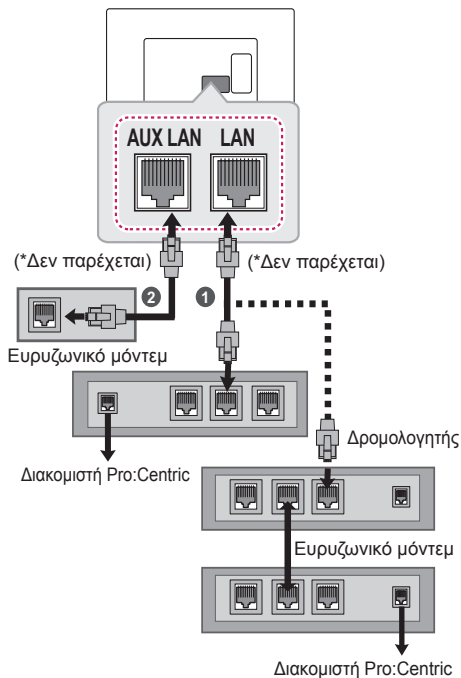 AUX LAN LAN
(*Δεν παρέχεται)
(*Δεν παρέχεται)
2
1
Ευρυζωνικό μόντεμ
Δρομολογητής
Διακομιστή Pro:Centric
Ευρυζωνικό μόντεμ
Διακομιστή Pro:Centric